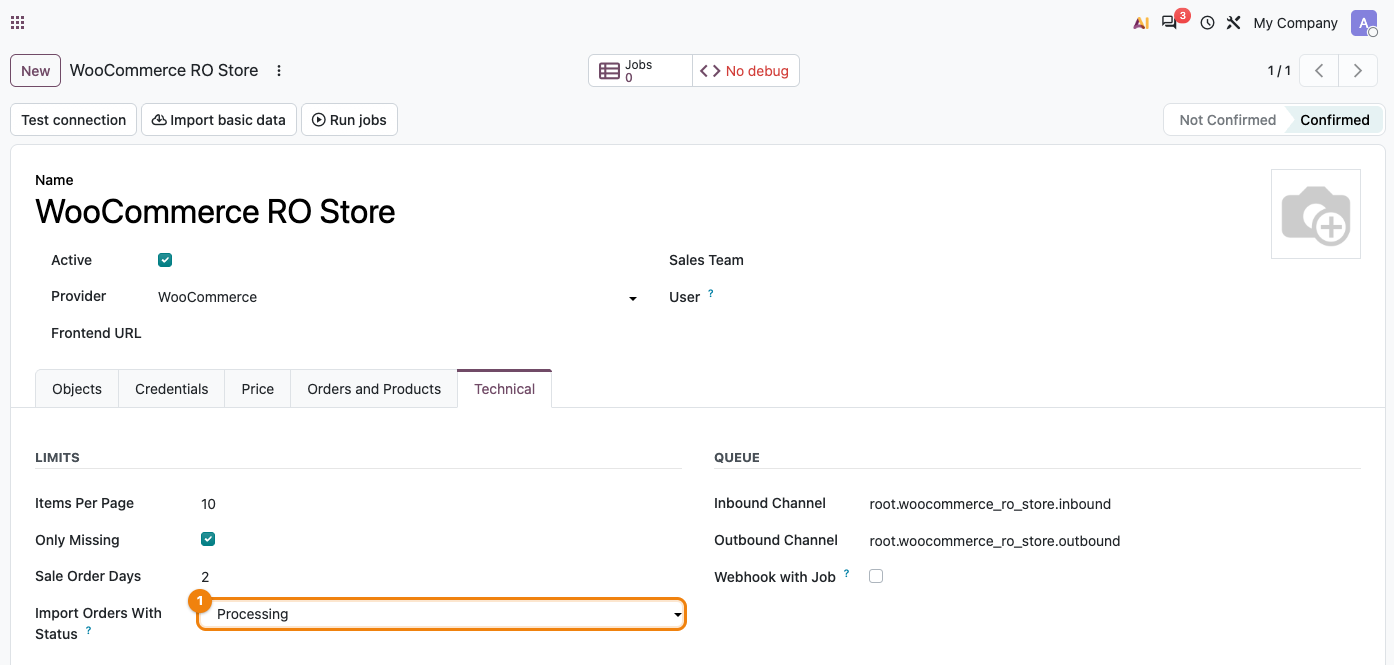 AI
3
My Company
A
New
WooCommerce RO Store
Jobs
0
No debug
1 / 1
Test connection
Import basic data
Run jobs
Not Confirmed
Confirmed
Name
WooCommerce RO Store
Active
Sales Team
Provider
WooCommerce
User ?
Frontend URL
Objects
Credentials
Price
Orders and Products
Technical
LIMITS
QUEUE
Items Per Page
10
Inbound Channel
root.woocommerce_ro_store.inbound
Only Missing
Outbound Channel
root.woocommerce_ro_store.outbound
Sale Order Days
2
Webhook with Job ?
1
Import Orders With
Status ?
Processing